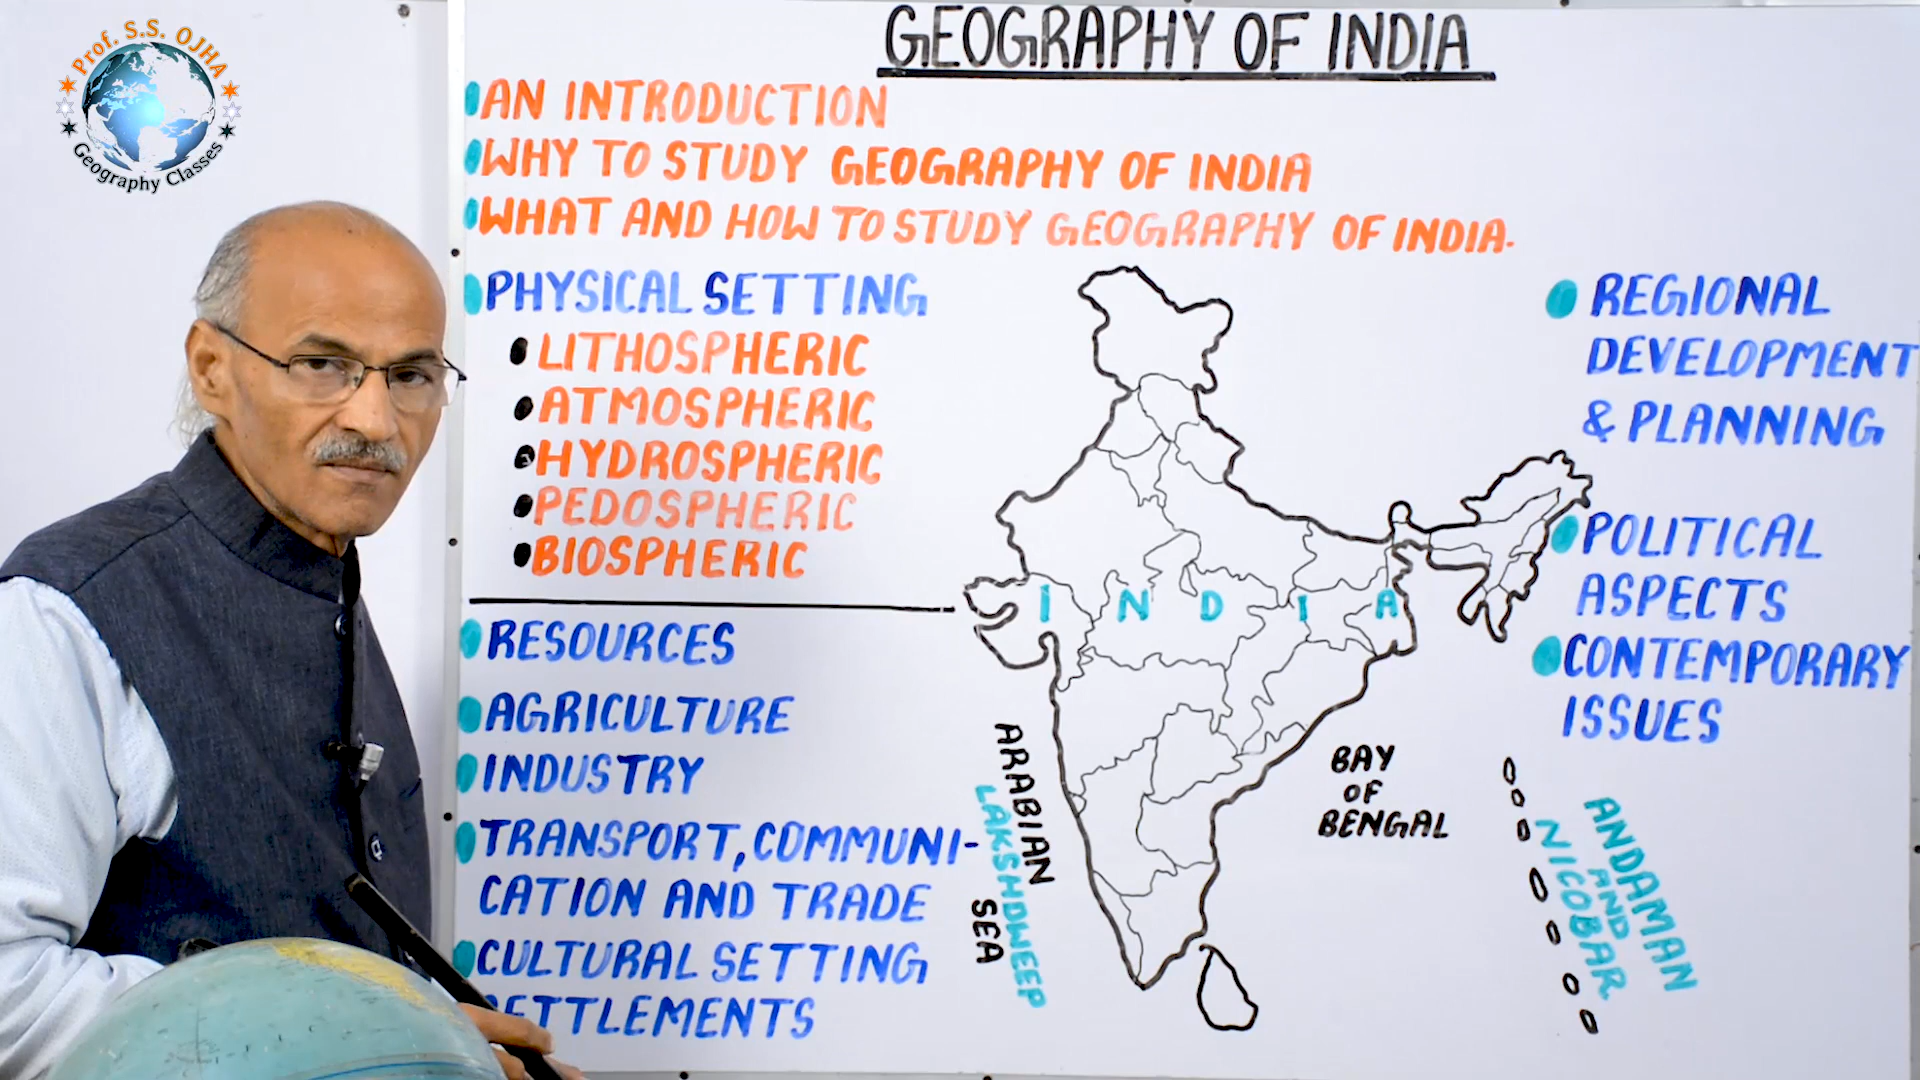 Prof. S.S. OJHA
Geography Classes
GEOGRAPHY OF INDIA
AN INTRODUCTION
WHY TO STUDY GEOGRAPHY OF INDIA
WHAT AND HOW TO STUDY GEOGRAPHY OF INDIA.
PHYSICAL SETTING
LITHOSPHERIC
ATMOSPHERIC
HYDROSPHERIC
PEDOSPHERIC
BIOSPHERIC
RESOURCES
AGRICULTURE
INDUSTRY
TRANSPORT, COMMUNI-
CATION AND TRADE
CULTURAL SETTING
SETTLEMENTS
INDIA
ARABIAN
SEA
LAKSHDWEEP
BAY
OF
BENGAL
REGIONAL
DEVELOPMENT
& PLANNING
POLITICAL
ASPECTS
CONTEMPORARY
ISSUES
ANDAMAN
AND
NICOBAR